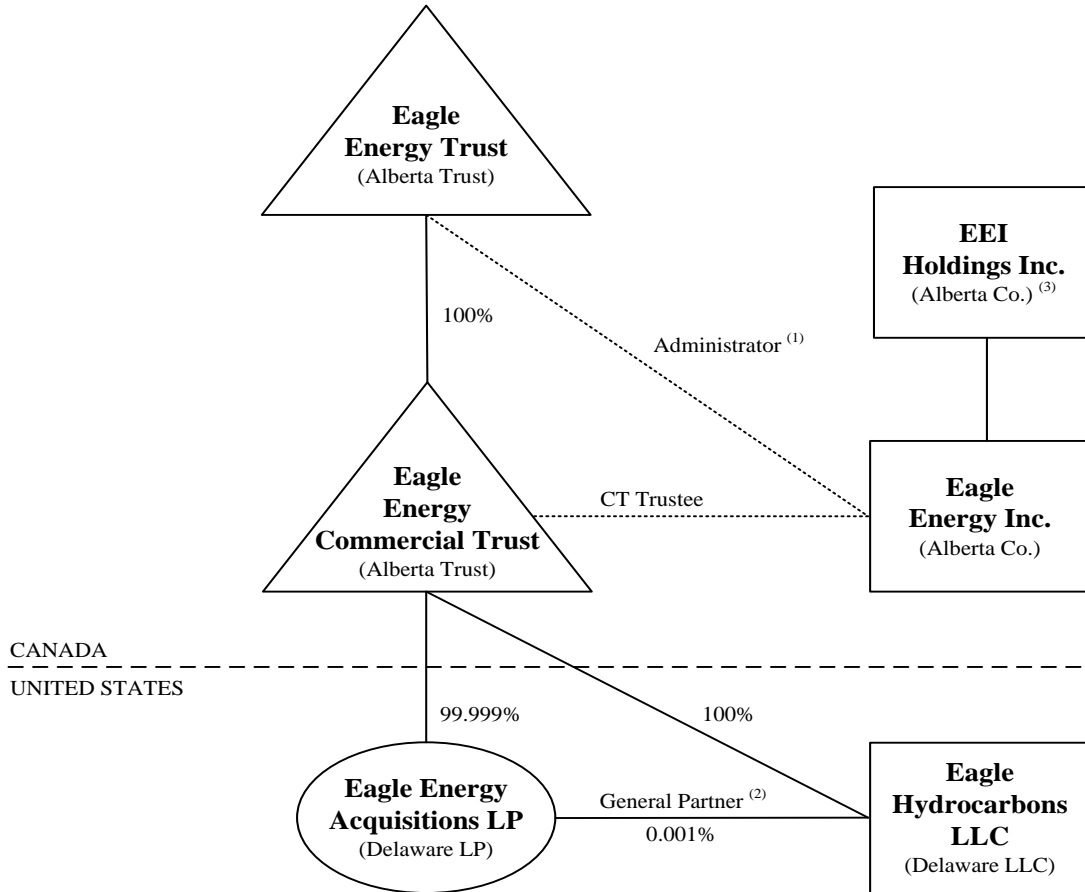 Eagle
Energy Trust
(Alberta Trust)
EEI
Holdings Inc.
(Alberta Co.) (3)
100%
Administrator (1)
Eagle
Energy
Commercial Trust
(Alberta Trust)
CT Trustee
Eagle
Energy Inc.
(Alberta Co.)
CANADA
UNITED STATES
99.999%
100%
Eagle Energy
Acquisitions LP
(Delaware LP)
General Partner (2)
0.001%
Eagle
Hydrocarbons
LLC
(Delaware LLC)